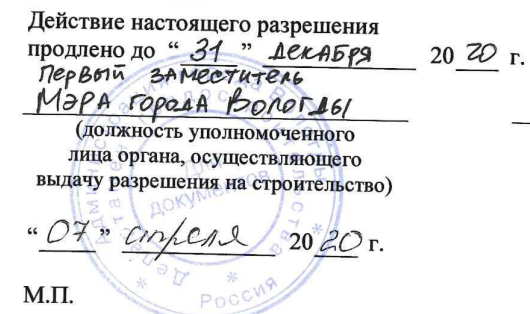 Действие настоящего разрешения
продлено до “ 31 ” декабря 20 20 г.
Первый заместитель
Мэра города Вологды
(должность уполномоченного
лица органа, осуществляющего
выдачу разрешения на строительство)
“ 07 ” апреля 20 20 г.
М.П.
документов
Россия